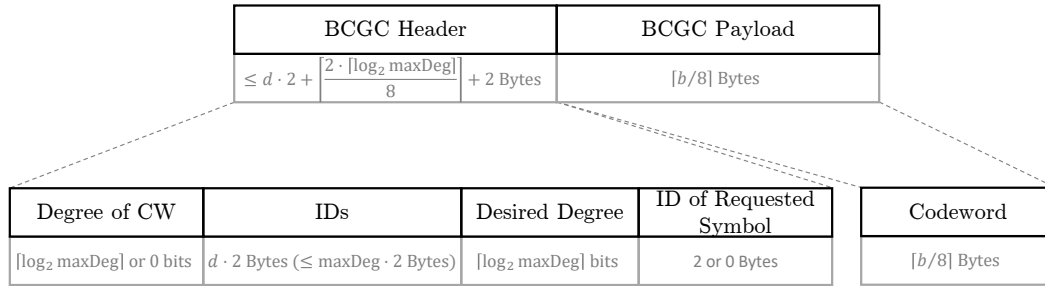 BCGC Header BCGC Payload
≤ d · 2 + ⌈2 · ⌈log₂ maxDeg⌉ / 8⌉ + 2 Bytes ⌈b/8⌉ Bytes
Degree of CW IDs Desired Degree ID of Requested Symbol Codeword
⌈log₂ maxDeg⌉ or 0 bits d · 2 Bytes (≤ maxDeg · 2 Bytes) ⌈log₂ maxDeg⌉ bits 2 or 0 Bytes ⌈b/8⌉ Bytes